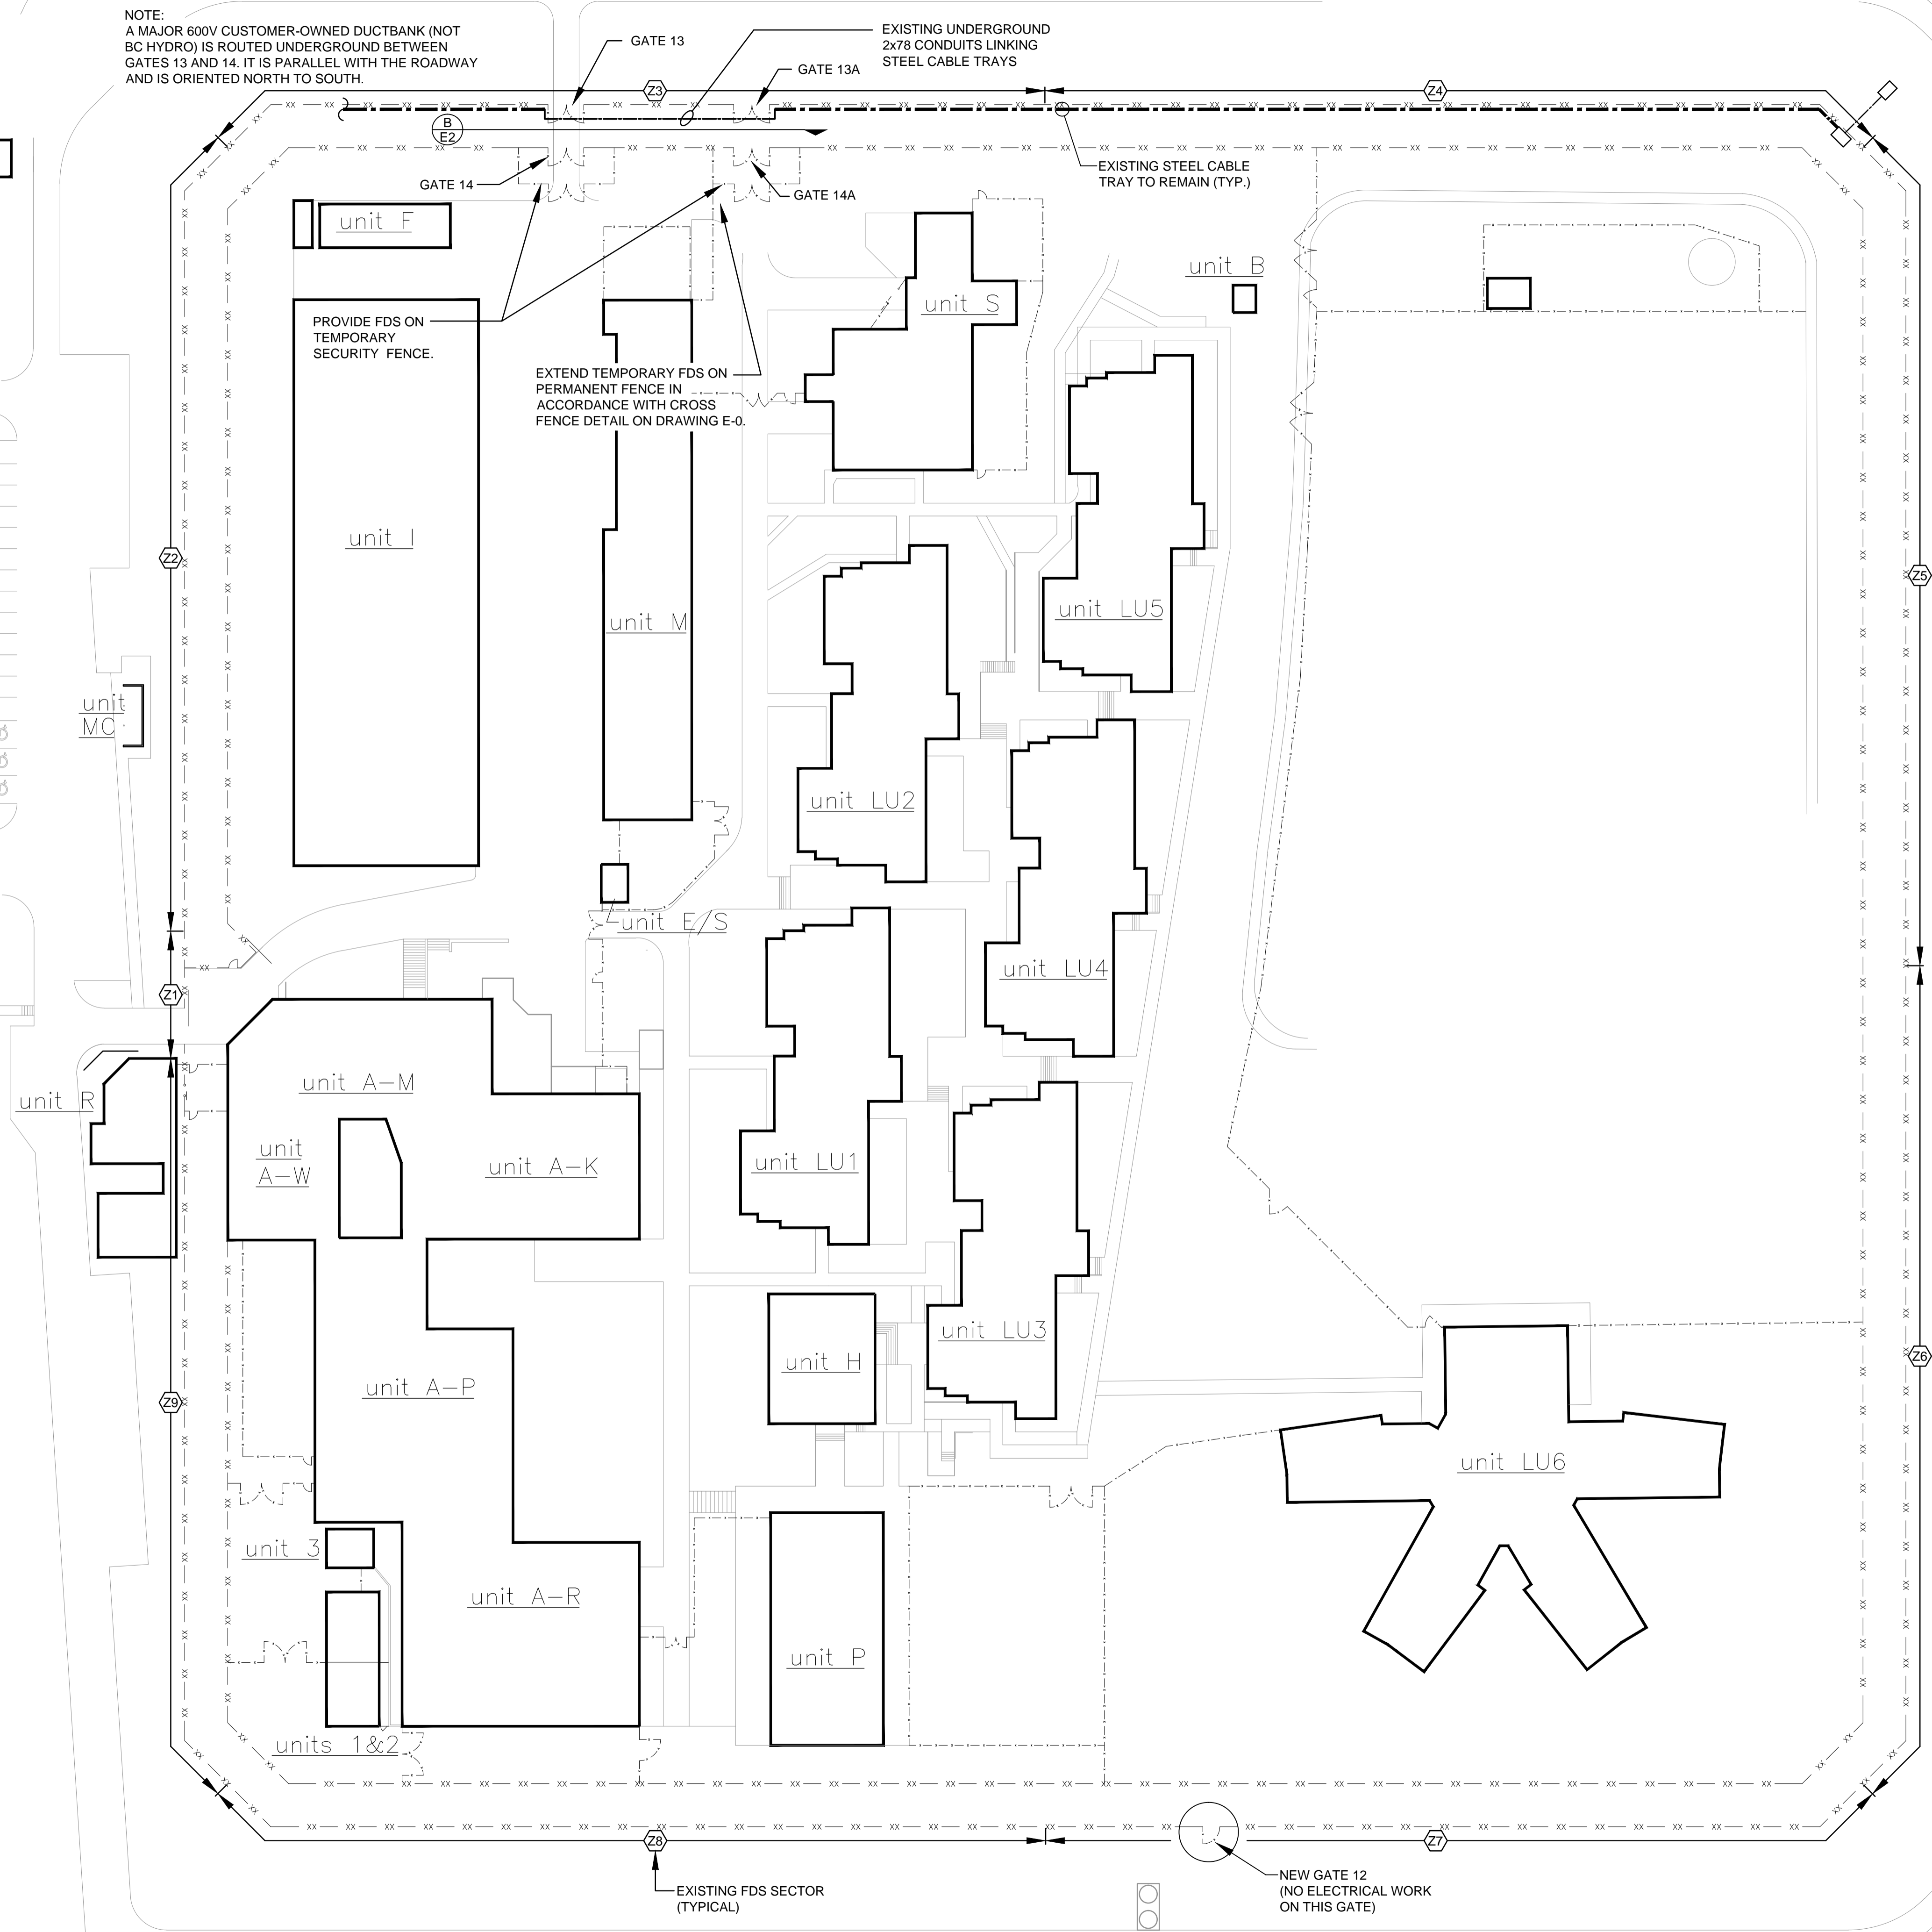 NOTE:
A MAJOR 600V CUSTOMER-OWNED DUCTBANK (NOT
BC HYDRO) IS ROUTED UNDERGROUND BETWEEN
GATES 13 AND 14. IT IS PARALLEL WITH THE ROADWAY
AND IS ORIENTED NORTH TO SOUTH.
GATE 13
EXISTING UNDERGROUND
2x78 CONDUITS LINKING
STEEL CABLE TRAYS
GATE 13A
Z3
Z4
B
E2
EXISTING STEEL CABLE
TRAY TO REMAIN (TYP.)
GATE 14
GATE 14A
unit F
unit B
unit S
PROVIDE FDS ON
TEMPORARY
SECURITY FENCE.
EXTEND TEMPORARY FDS ON
PERMANENT FENCE IN
ACCORDANCE WITH CROSS
FENCE DETAIL ON DRAWING E-0.
unit I
Z2
Z5
unit M
unit LU5
unit
MC
unit LU2
unit E/S
unit LU4
Z1
unit A-M
unit R
unit
A-W
unit A-K
unit LU1
unit LU3
unit H
Z6
unit A-P
Z9
unit LU6
unit 3
unit A-R
unit P
units 1&2
Z8
Z7
EXISTING FDS SECTOR
(TYPICAL)
NEW GATE 12
(NO ELECTRICAL WORK
ON THIS GATE)